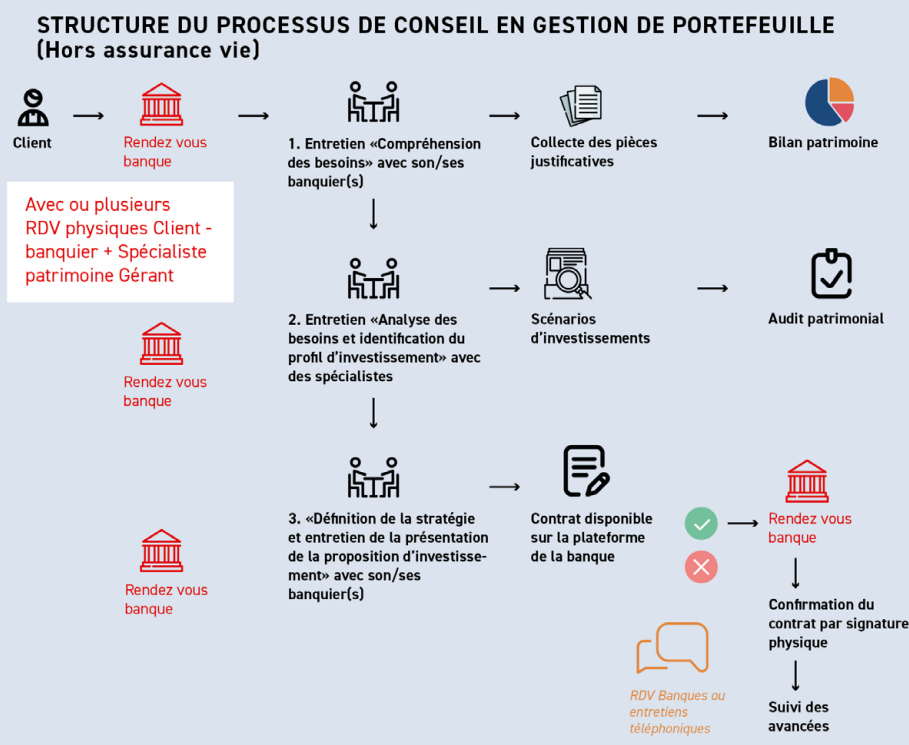 STRUCTURE DU PROCESSUS DE CONSEIL EN GESTION DE PORTEFEUILLE
(Hors assurance vie)
Client
Rendez vous
banque
1. Entretien «Compréhension
des besoins» avec son/ses
banquier(s)
Collecte des pièces
justificatives
Bilan patrimoine
Avec ou plusieurs
RDV physiques Client -
banquier + Spécialiste
patrimoine Gérant
Rendez vous
banque
2. Entretien «Analyse des
besoins et identification du
profil d'investissement» avec
des spécialistes
Scénarios
d'investissements
Audit patrimonial
Rendez vous
banque
3. «Définition de la stratégie
et entretien de la présentation
de la proposition d'investisse-
ment» avec son/ses
banquier(s)
Contrat disponible
sur la plateforme
de la banque
Rendez vous
banque
Confirmation du
contrat par signature
physique
RDV Banques ou
entretiens
téléphoniques
Suivi des
avancées